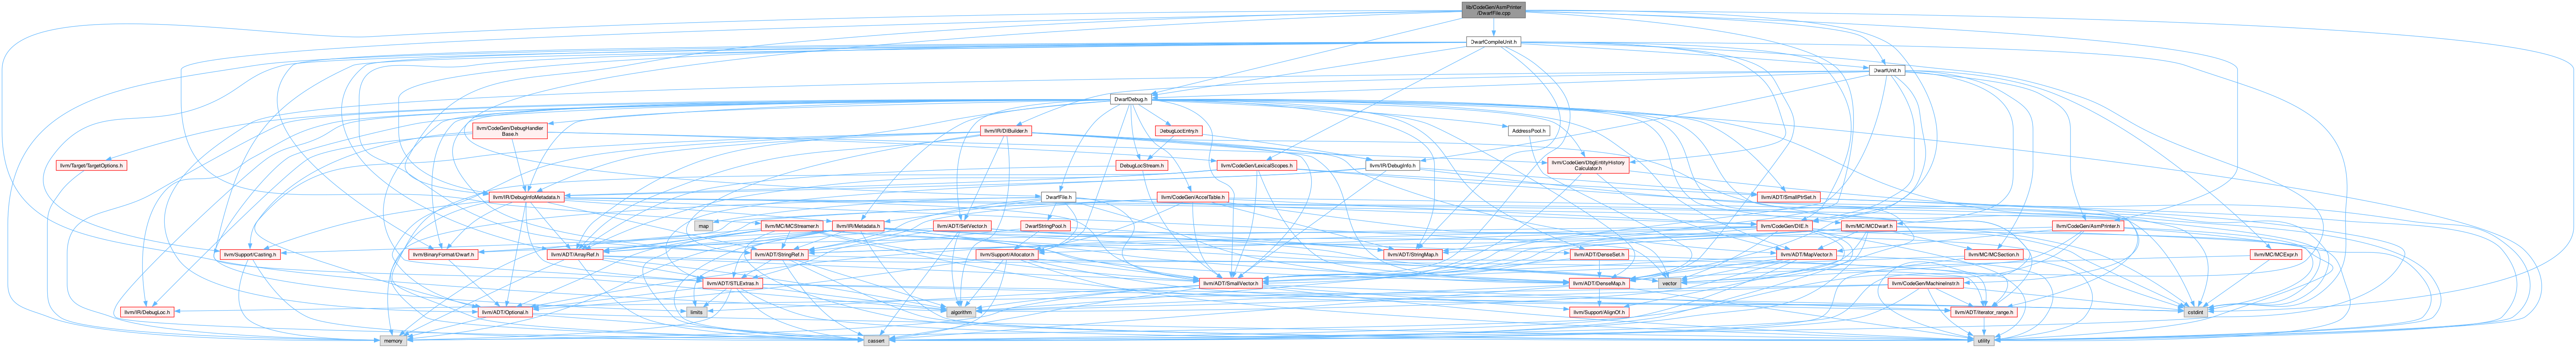 lib/CodeGen/AsmPrinter
/DwarfFile.cpp
DwarfCompileUnit.h
DwarfUnit.h
DwarfDebug.h
llvm/CodeGen/DebugHandler
Base.h
llvm/IR/DIBuilder.h
DebugLocEntry.h
AddressPool.h
llvm/Target/TargetOptions.h
DebugLocStream.h
llvm/CodeGen/LexicalScopes.h
llvm/IR/DebugInfo.h
llvm/CodeGen/DbgEntityHistory
Calculator.h
llvm/IR/DebugInfoMetadata.h
DwarfFile.h
llvm/CodeGen/AccelTable.h
llvm/ADT/SmallPtrSet.h
map
llvm/MC/MCStreamer.h
llvm/IR/Metadata.h
llvm/ADT/SetVector.h
DwarfStringPool.h
llvm/CodeGen/DIE.h
llvm/MC/MCDwarf.h
llvm/CodeGen/AsmPrinter.h
llvm/Support/Casting.h
llvm/BinaryFormat/Dwarf.h
llvm/ADT/ArrayRef.h
llvm/ADT/StringRef.h
llvm/Support/Allocator.h
llvm/ADT/StringMap.h
llvm/ADT/DenseSet.h
llvm/ADT/MapVector.h
llvm/MC/MCSection.h
llvm/MC/MCExpr.h
llvm/ADT/STLExtras.h
llvm/ADT/SmallVector.h
llvm/ADT/DenseMap.h
vector
llvm/CodeGen/MachineInstr.h
llvm/IR/DebugLoc.h
llvm/ADT/Optional.h
limits
algorithm
llvm/Support/AlignOf.h
llvm/ADT/iterator_range.h
cstdint
memory
cassert
utility